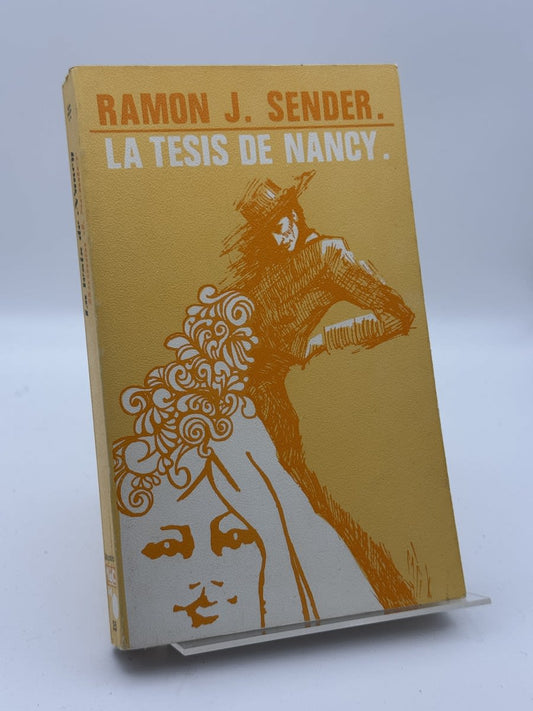 RAMON J. SENDER.
LA TESIS DE NANCY.